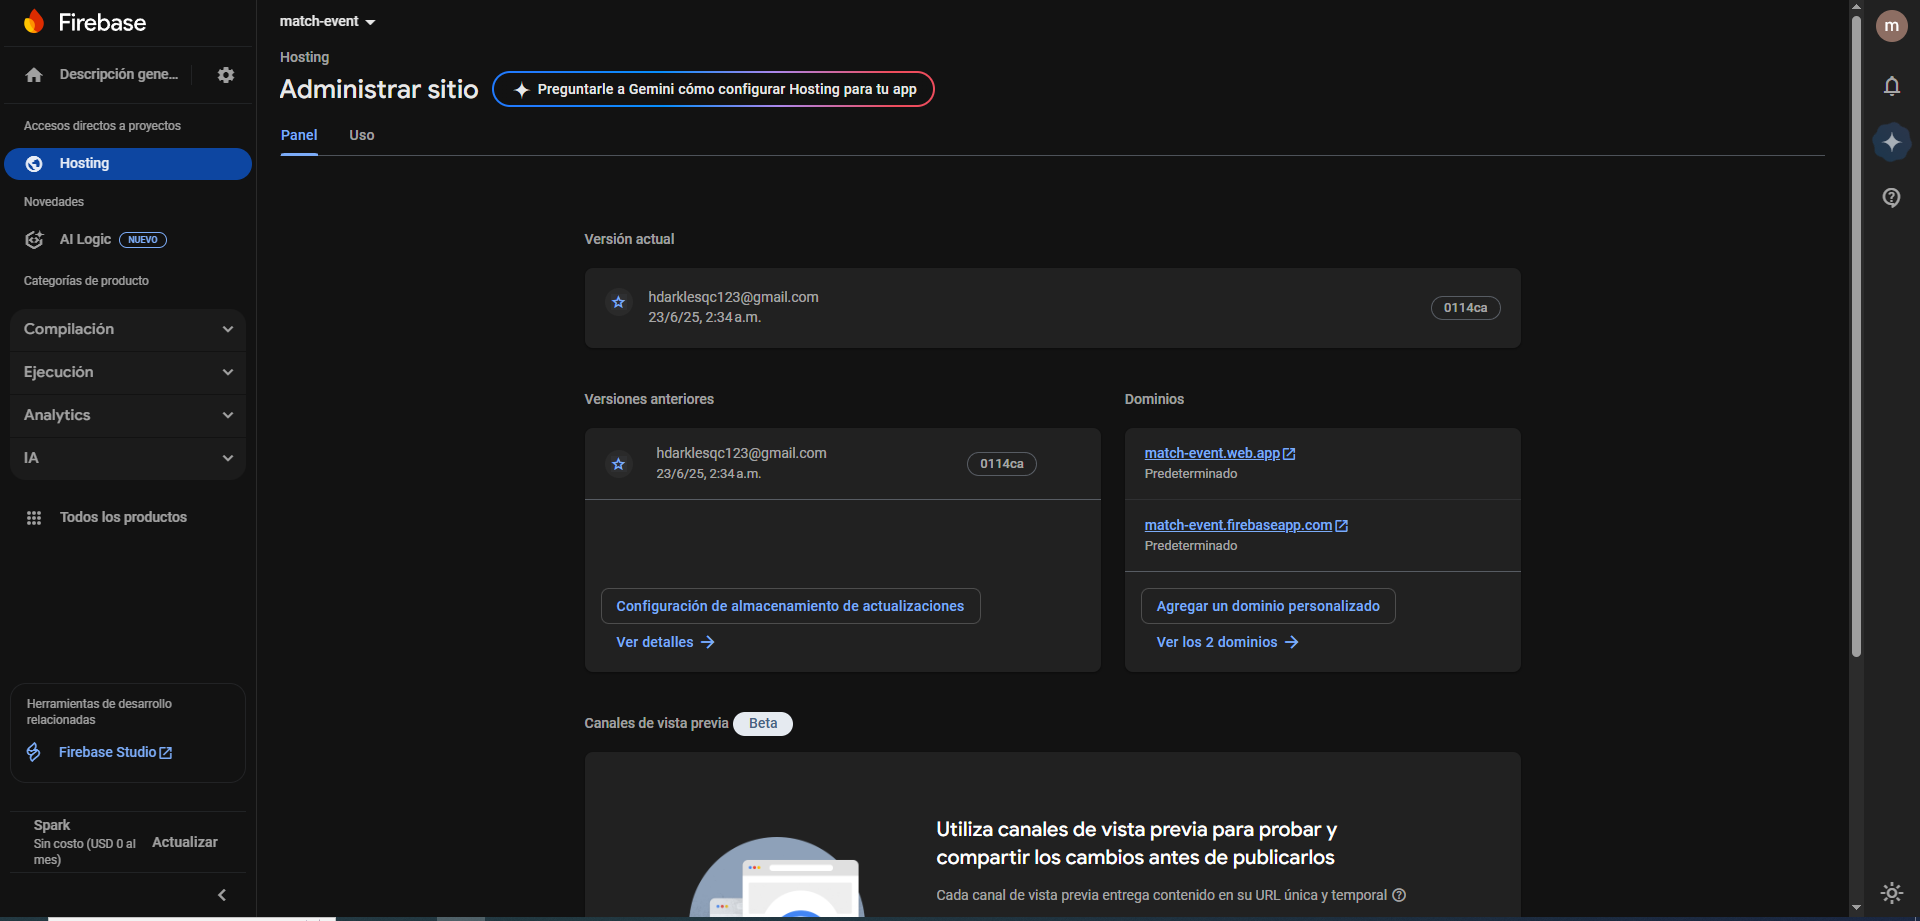 Firebase
Descripción gene...
Accesos directos a proyectos
Hosting
Novedades
AI Logic
NUEVO
Categorías de producto
Compilación
Ejecución
Analytics
IA
Todos los productos
Herramientas de desarrollo
relacionadas
Firebase Studio
Spark
Sin costo (USD 0 al
mes)
Actualizar
match-event
Hosting
Administrar sitio
Preguntarle a Gemini cómo configurar Hosting para tu app
Panel
Uso
Versión actual
hdarklesqc123@gmail.com
23/6/25, 2:34 a.m.
0114ca
Versiones anteriores
hdarklesqc123@gmail.com
23/6/25, 2:34 a.m.
0114ca
Configuración de almacenamiento de actualizaciones
Ver detalles
Dominios
match-event.web.app
Predeterminado
match-event.firebaseapp.com
Predeterminado
Agregar un dominio personalizado
Ver los 2 dominios
Canales de vista previa
Beta
Utiliza canales de vista previa para probar y
compartir los cambios antes de publicarlos
Cada canal de vista previa entrega contenido en su URL única y temporal
m